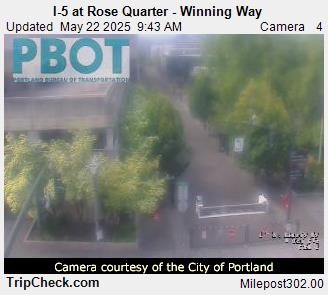 I-5 at Rose Quarter - Winning Way
Updated May 22 2025 9:43 AM Camera 4
PBOT
PORTLAND BUREAU OF TRANSPORTATION
Camera courtesy of the City of Portland
TripCheck.com Milepost302.00